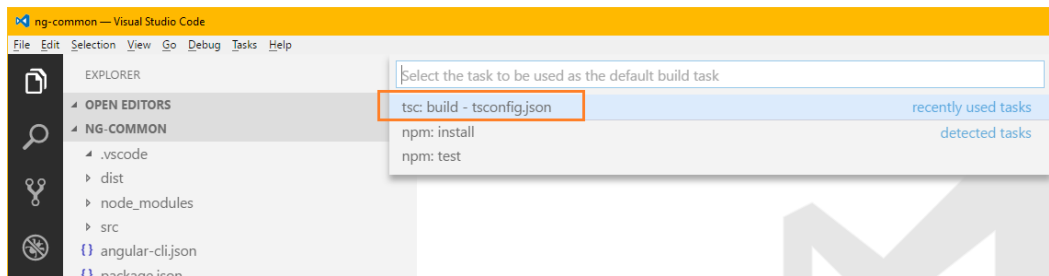 ng-common — Visual Studio Code
File Edit Selection View Go Debug Tasks Help
EXPLORER
OPEN EDITORS
NG-COMMON
.vscode
dist
node_modules
src
{} angular-cli.json
{} package.json
Select the task to be used as the default build task
tsc: build - tsconfig.json recently used tasks
npm: install detected tasks
npm: test